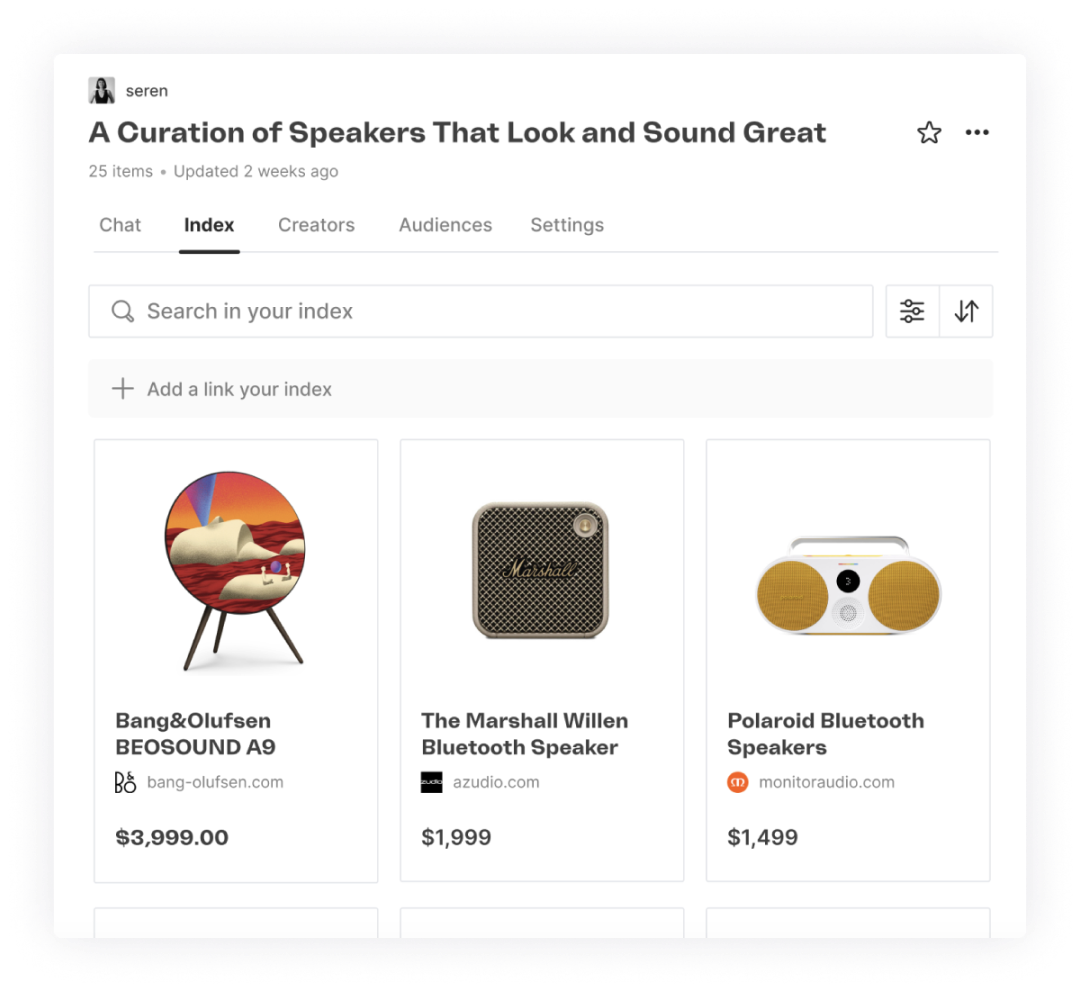 seren
A Curation of Speakers That Look and Sound Great
25 items • Updated 2 weeks ago
Chat Index Creators Audiences Settings
Search in your index
Add a link your index
Marshall
Bang&Olufsen
BEOSOUND A9
bang-olufsen.com
$3,999.00
The Marshall Willen
Bluetooth Speaker
zudio
azudio.com
$1,999
Polaroid Bluetooth
Speakers
monitoraudio.com
$1,499